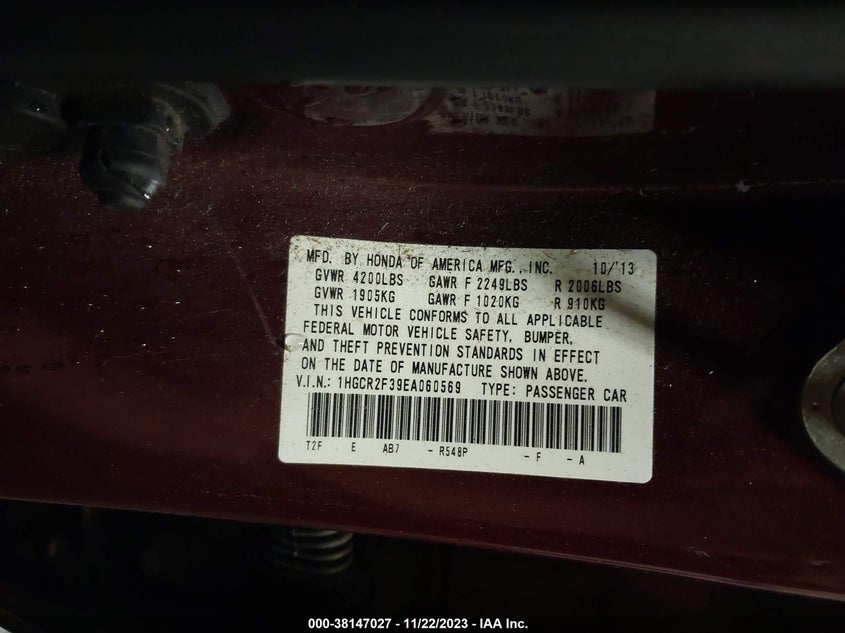 MFD. BY HONDA OF AMERICA MFG., INC. 10/'13
GVWR 4200LBS GAWR F 2249LBS R 2006LBS
GVWR 1905KG GAWR F 1020KG R 910KG
THIS VEHICLE CONFORMS TO ALL APPLICABLE
FEDERAL MOTOR VEHICLE SAFETY, BUMPER,
AND THEFT PREVENTION STANDARDS IN EFFECT
ON THE DATE OF MANUFACTURE SHOWN ABOVE.
V.I.N.: 1HGCR2F39EA060569 TYPE: PASSENGER CAR
T2F E AB7 - R548P - F - A
000-38147027 - 11/22/2023 - IAA Inc.